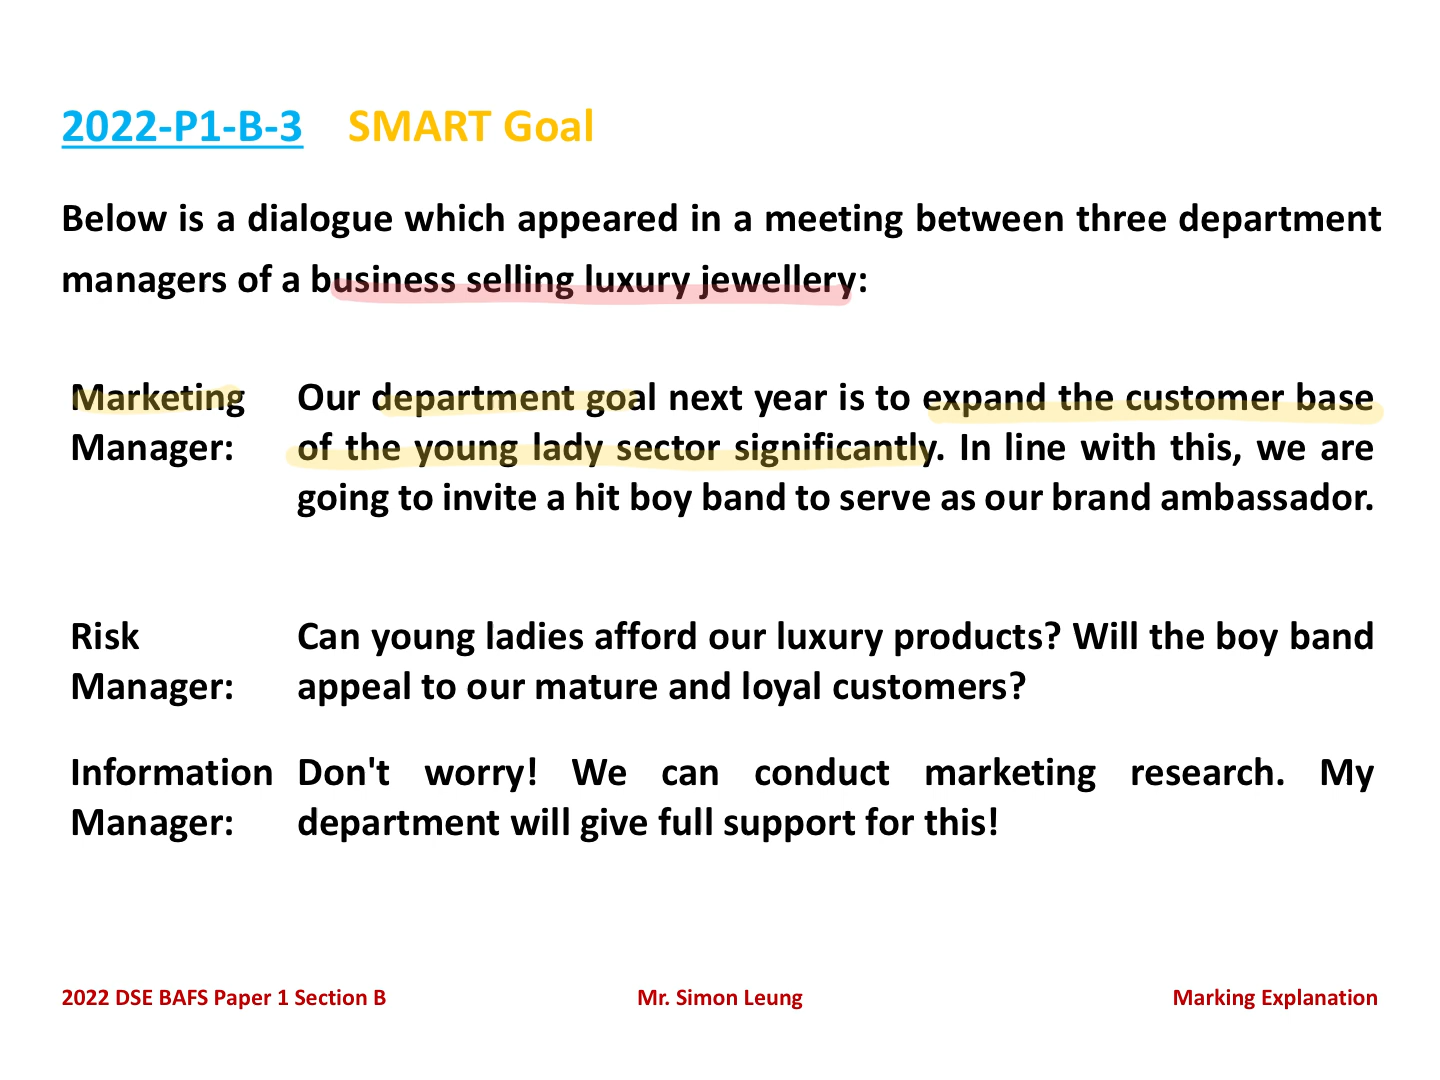 2022-P1-B-3 SMART Goal
Below is a dialogue which appeared in a meeting between three department
managers of a business selling luxury jewellery:
Marketing Manager:
Our department goal next year is to expand the customer base
of the young lady sector significantly. In line with this, we are
going to invite a hit boy band to serve as our brand ambassador.
Risk Manager:
Can young ladies afford our luxury products? Will the boy band
appeal to our mature and loyal customers?
Information Manager:
Don't worry! We can conduct marketing research. My
department will give full support for this!
2022 DSE BAFS Paper 1 Section B Mr. Simon Leung Marking Explanation